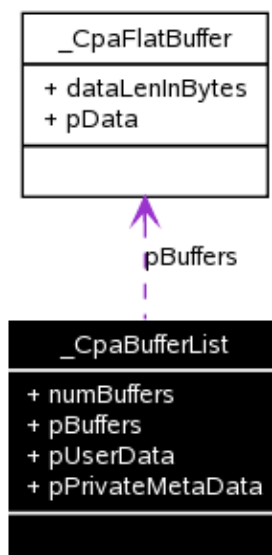 _CpaFlatBuffer
+ dataLenInBytes
+ pData
pBuffers
_CpaBufferList
+ numBuffers
+ pBuffers
+ pUserData
+ pPrivateMetaData